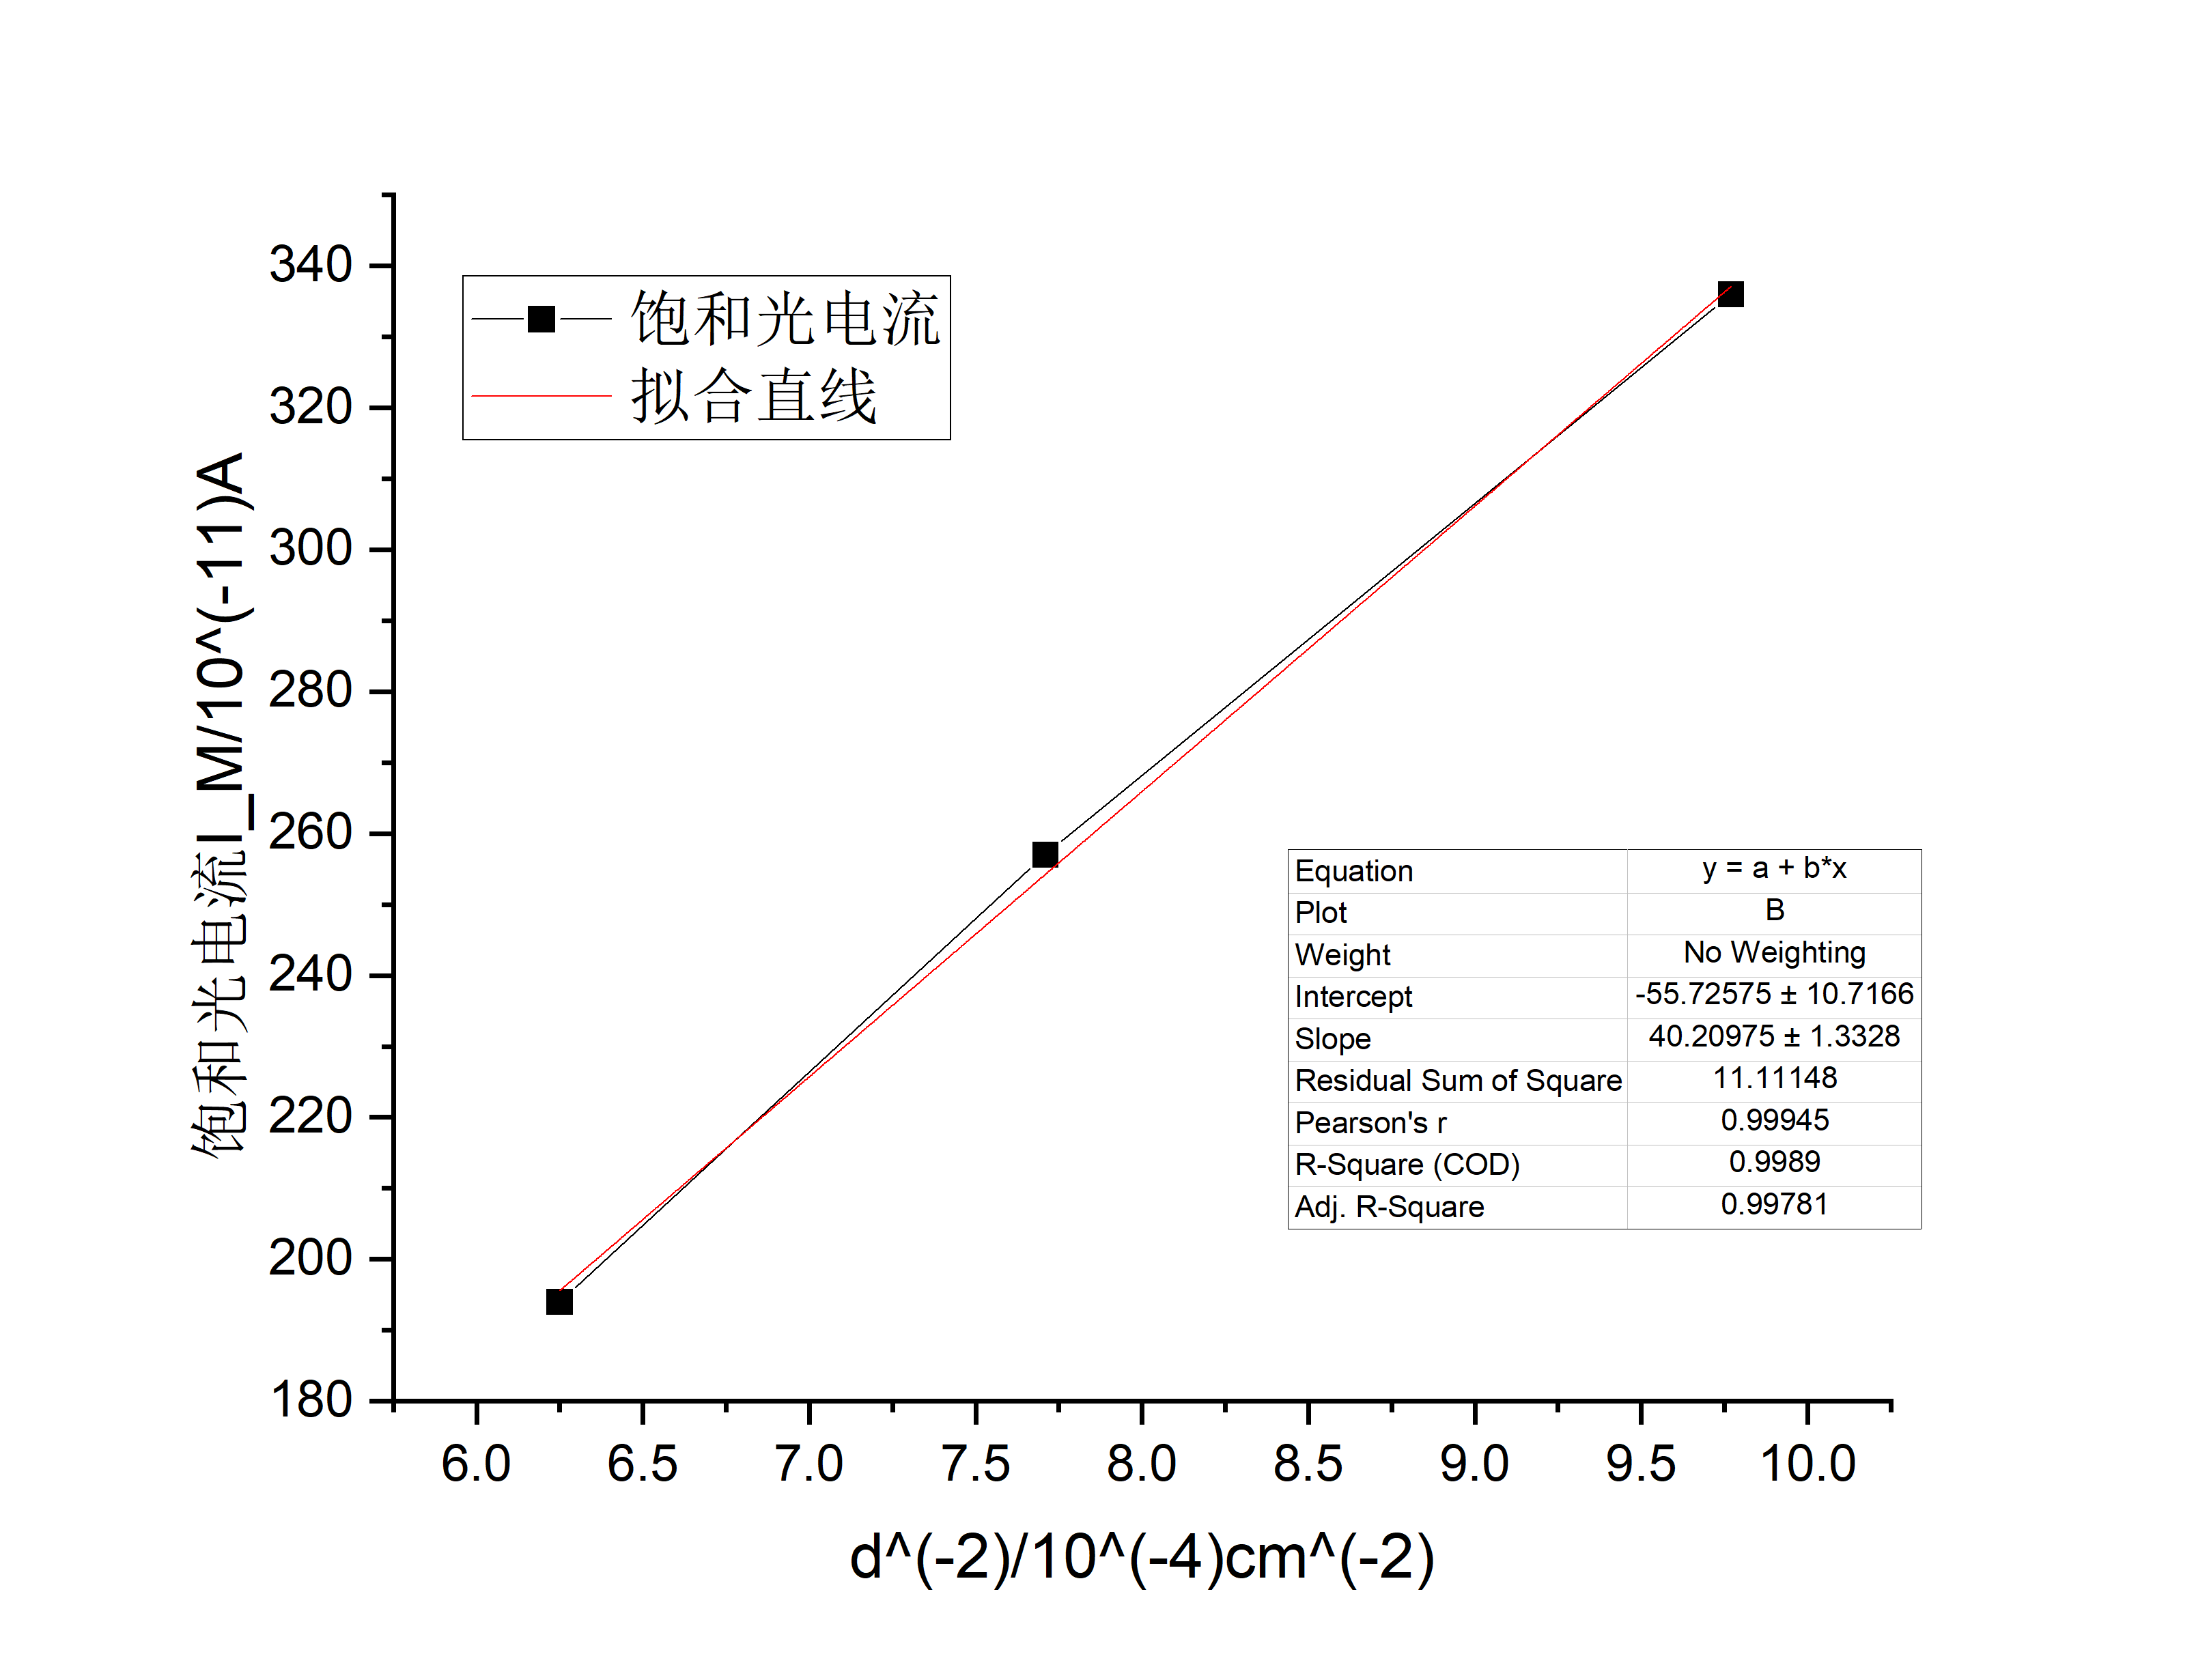 饱和光电流
拟合直线
340
320
300
280
260
240
220
200
180
饱和光电流I_M/10^(-11)A
Equation y = a + b*x
Plot B
Weight No Weighting
Intercept -55.72575 ± 10.7166
Slope 40.20975 ± 1.3328
Residual Sum of Square 11.11148
Pearson's r 0.99945
R-Square (COD) 0.9989
Adj. R-Square 0.99781
6.0 6.5 7.0 7.5 8.0 8.5 9.0 9.5 10.0
d^(-2)/10^(-4)cm^(-2)